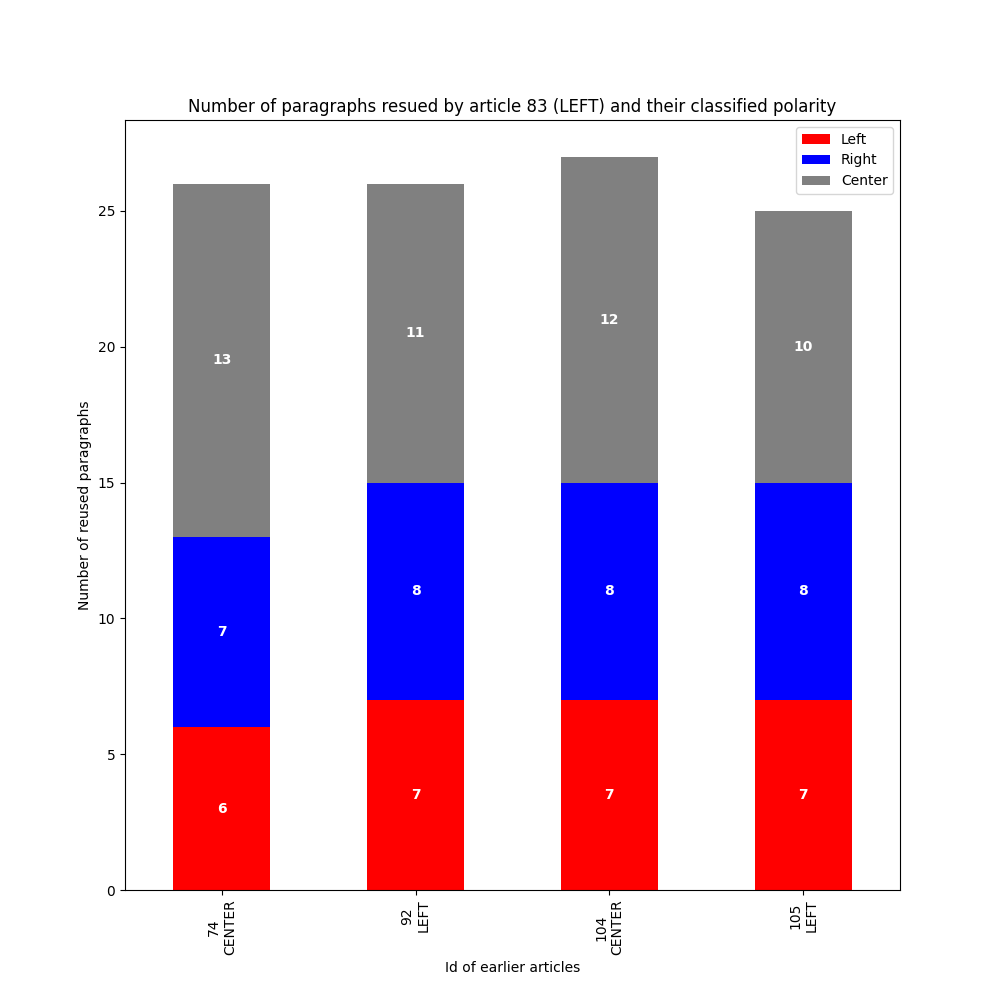 Number of paragraphs resued by article 83 (LEFT) and their classified polarity
Left
Right
Center
Number of reused paragraphs
25
20
15
10
5
0
13
11
12
10
7
8
8
8
6
7
7
7
74
CENTER
92
LEFT
104
CENTER
105
LEFT
Id of earlier articles